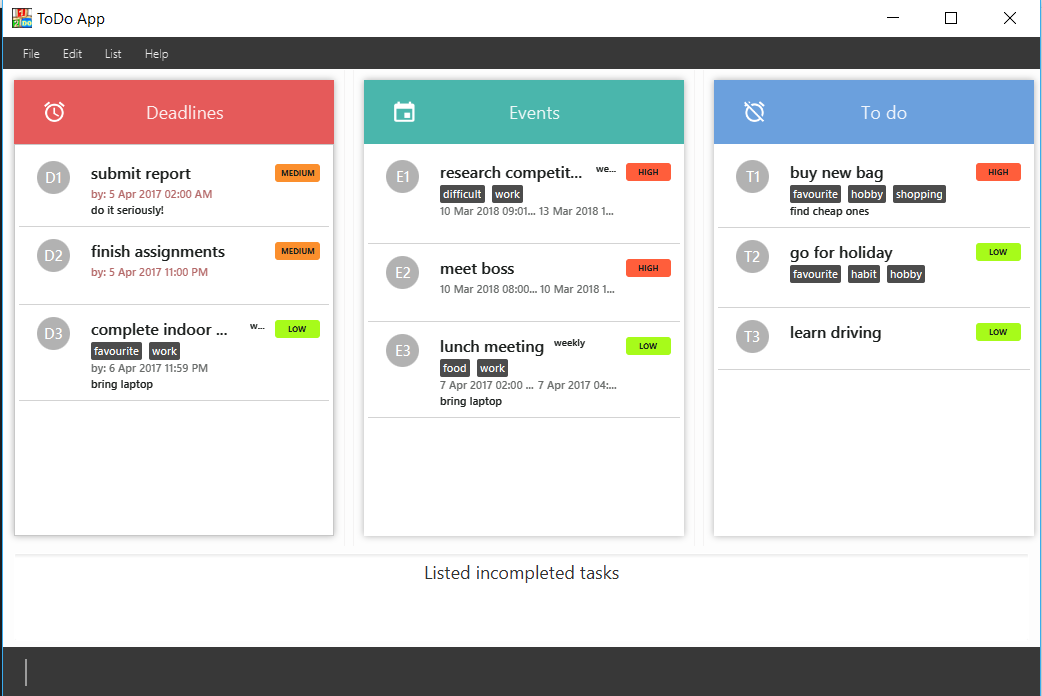 ToDo App
File Edit List Help
Deadlines
D1 submit report MEDIUM
by: 5 Apr 2017 02:00 AM
do it seriously!
D2 finish assignments MEDIUM
by: 5 Apr 2017 11:00 PM
D3 complete indoor ... w... LOW
favourite work
by: 6 Apr 2017 11:59 PM
bring laptop
Events
E1 research competit... we... HIGH
difficult work
10 Mar 2018 09:01... 13 Mar 2018 1...
E2 meet boss HIGH
10 Mar 2018 08:00... 10 Mar 2018 1...
E3 lunch meeting weekly LOW
food work
7 Apr 2017 02:00 ... 7 Apr 2017 04:...
bring laptop
To do
T1 buy new bag HIGH
favourite hobby shopping
find cheap ones
T2 go for holiday LOW
favourite habit hobby
T3 learn driving LOW
Listed incompleted tasks